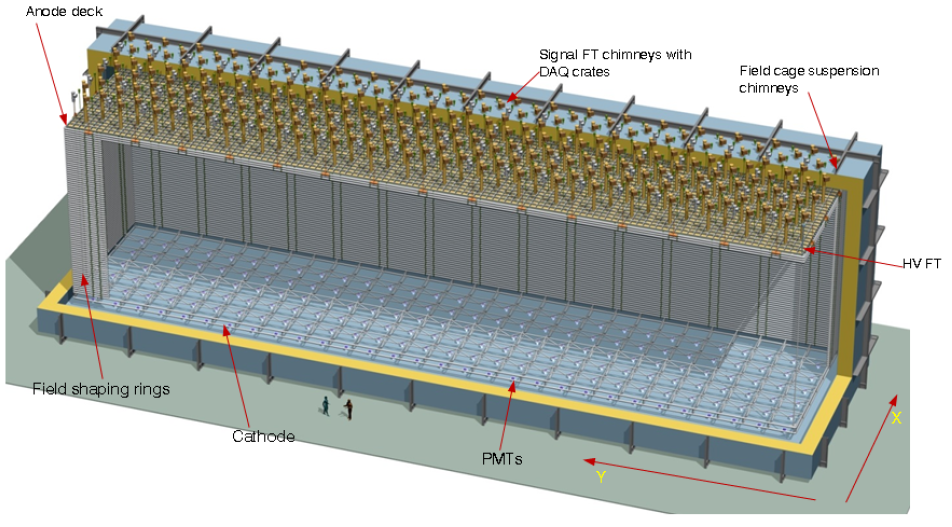 Anode deck
Signal FT chimneys with
DAQ crates
Field cage suspension
chimneys
HV FT
Field shaping rings
Cathode
PMTs
Y
X